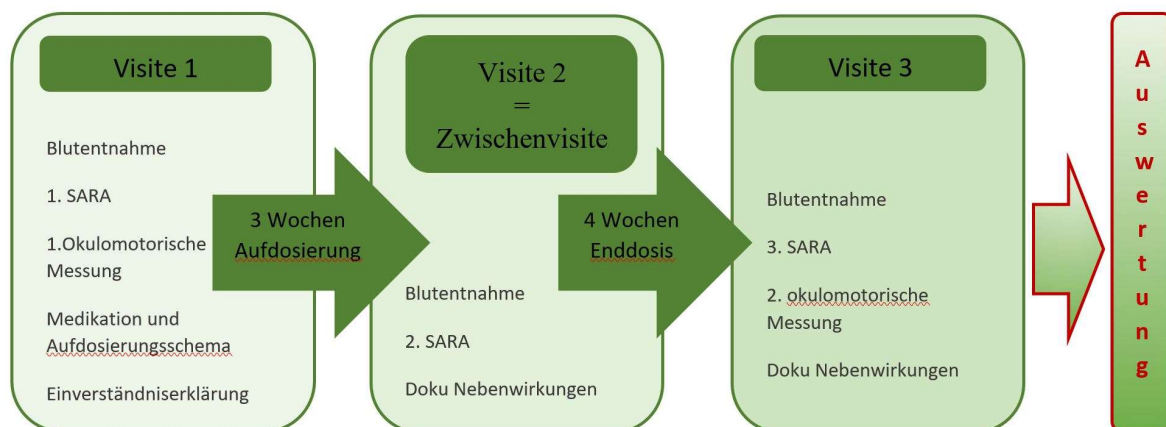 Visite 1
Blutentnahme
1. SARA
1.Okulomotorische
Messung
Medikation und
Aufdosierungsschema
Einverständniserklärung
3 Wochen
Aufdosierung
Visite 2
=
Zwischenvisite
Blutentnahme
2. SARA
Doku Nebenwirkungen
4 Wochen
Enddosis
Visite 3
Blutentnahme
3. SARA
2. okulomotorische
Messung
Doku Nebenwirkungen
Auswertung